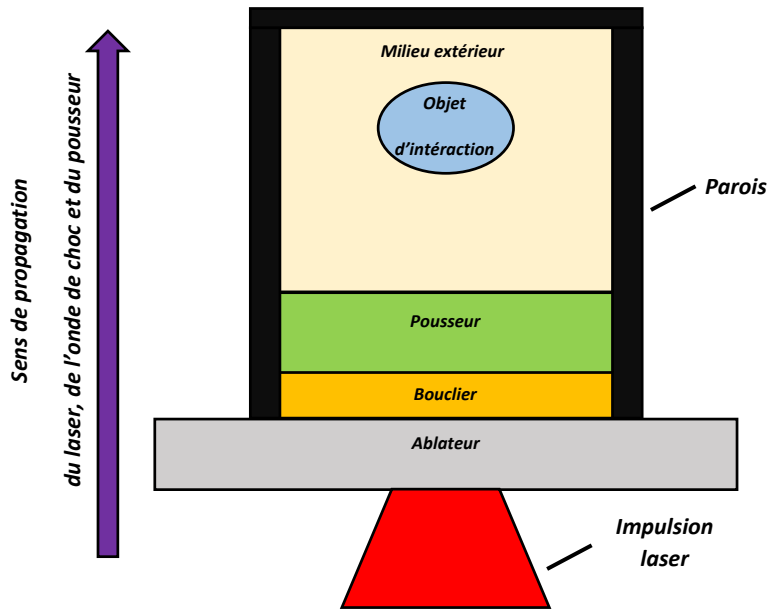 Milieu extérieur
Objet
d'intéraction
Parois
Sens de propagation
du laser, de l'onde de choc et du pousseur
Pousseur
Bouclier
Ablateur
Impulsion
laser